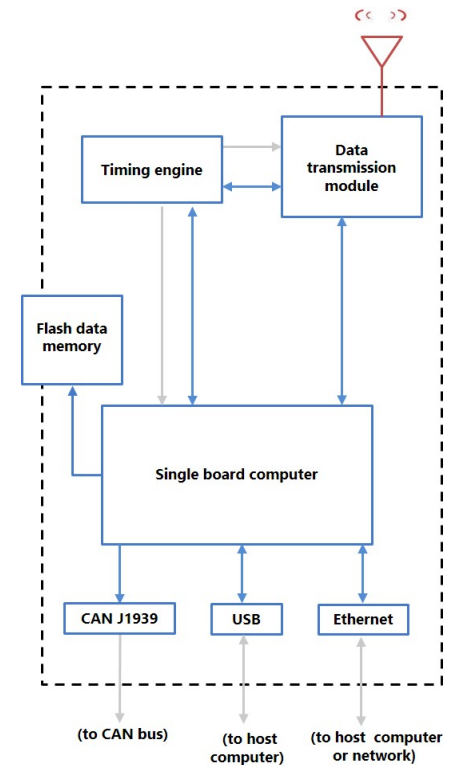 Timing engine
Data
transmission
module
Flash data
memory
Single board computer
CAN J1939
USB
Ethernet
(to CAN bus)
(to host
computer)
(to host computer
or network)